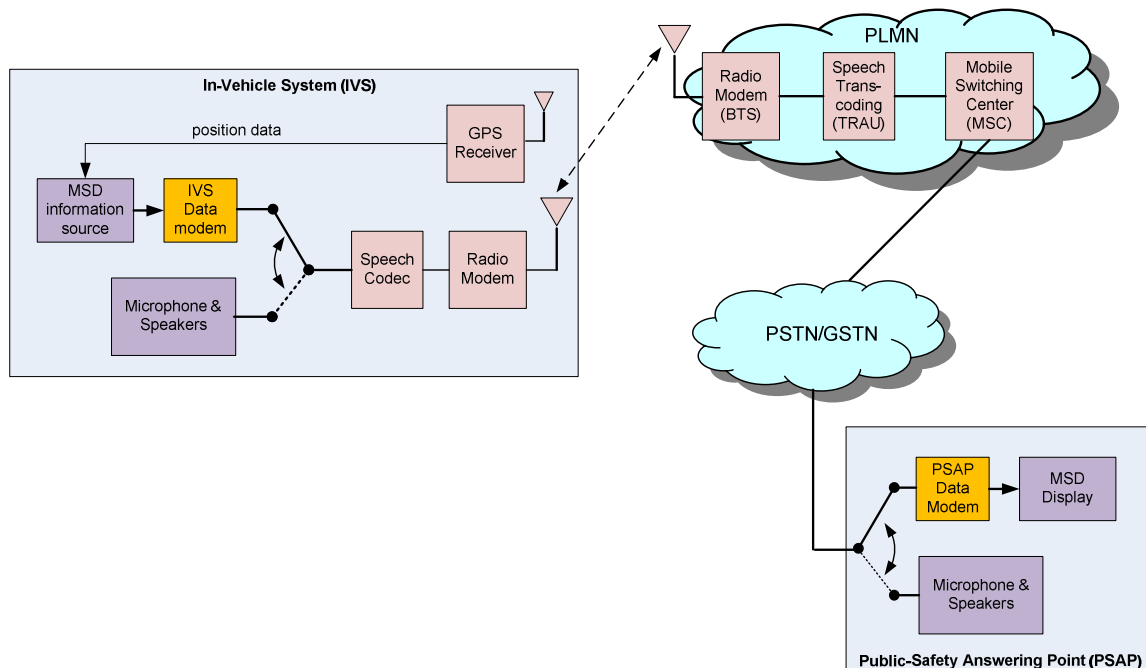 In-Vehicle System (IVS)
position data
GPS
Receiver
MSD
information
source
IVS
Data
modem
Speech
Codec
Radio
Modem
Microphone &
Speakers
PLMN
Radio
Modem
(BTS)
Speech
Trans-
coding
(TRAU)
Mobile
Switching
Center
(MSC)
PSTN/GSTN
PSAP
Data
Modem
MSD
Display
Microphone &
Speakers
Public-Safety Answering Point (PSAP)